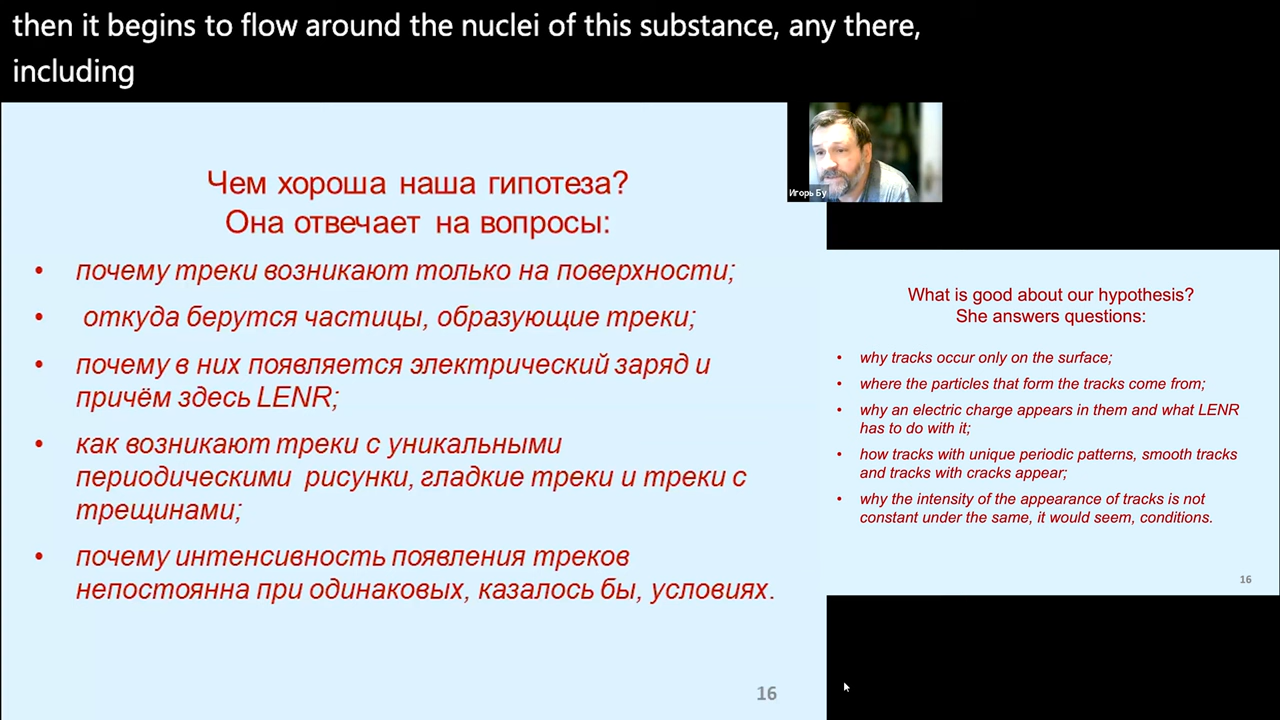 then it begins to flow around the nuclei of this substance, any there,
including
Чем хороша наша гипотеза?
Она отвечает на вопросы:
• почему треки возникают только на поверхности;
• откуда берутся частицы, образующие треки;
• почему в них появляется электрический заряд и
причём здесь LENR;
• как возникают треки с уникальными
периодическими рисунки, гладкие треки и треки с
трещинами;
• почему интенсивность появления треков
непостоянна при одинаковых, казалось бы, условиях.
16
Игорь Бу
What is good about our hypothesis?
She answers questions:
• why tracks occur only on the surface;
• where the particles that form the tracks come from;
• why an electric charge appears in them and what LENR
has to do with it;
• how tracks with unique periodic patterns, smooth tracks
and tracks with cracks appear;
• why the intensity of the appearance of tracks is not
constant under the same, it would seem, conditions.
16